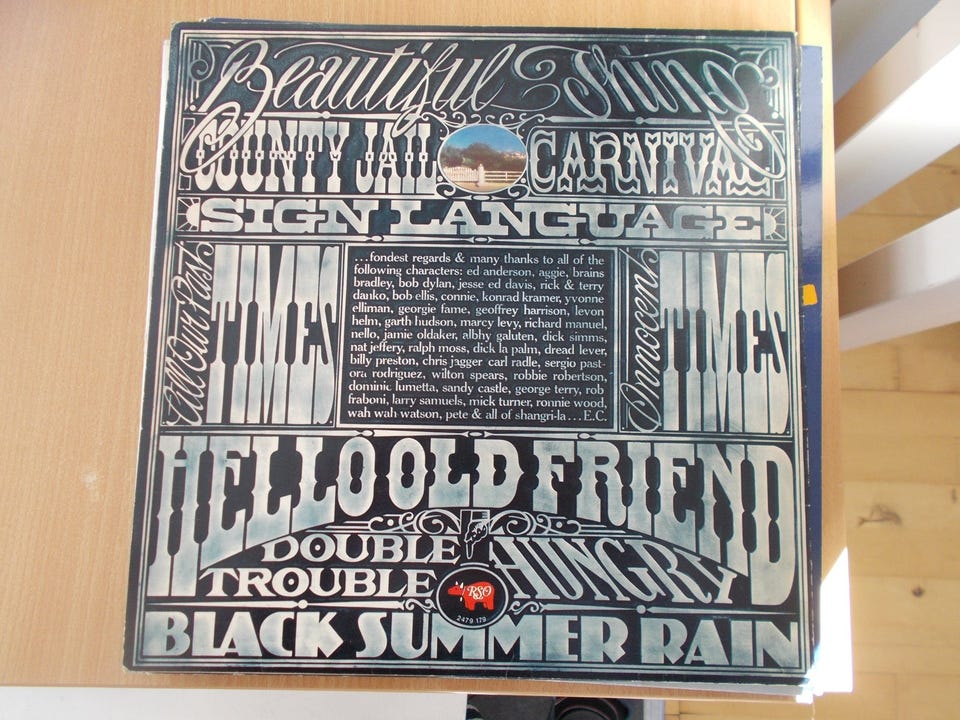 Beautiful Thing
COUNTY JAIL CARNIVAL
SIGN LANGUAGE
All Our Past
TIMES
...fondest regards & many thanks to all of the
following characters: ed anderson, aggie, brains
bradley, bob dylan, jesse ed davis, rick & terry
danko, bob ellis, connie, konrad kramer, yvonne
elliman, georgie fame, geoffrey harrison, levon
helm, garth hudson, marcy levy, richard manuel,
nello, jamie oldaker, albhy galuten, dick simms,
nat jeffery, ralph moss, dick la palm, dread lever,
billy preston, chris jagger carl radle, sergio past-
ora rodriguez, wilton spears, robbie robertson,
dominic lumetta, sandy castle, george terry, rob
fraboni, larry samuels, mick turner, ronnie wood,
wah wah watson, pete & all of shangri-la...E.C.
Innocent
TIMES
HELLO OLD FRIEND
DOUBLE
TROUBLE
HUNGRY
RSO
2479 179
BLACK SUMMER RAIN